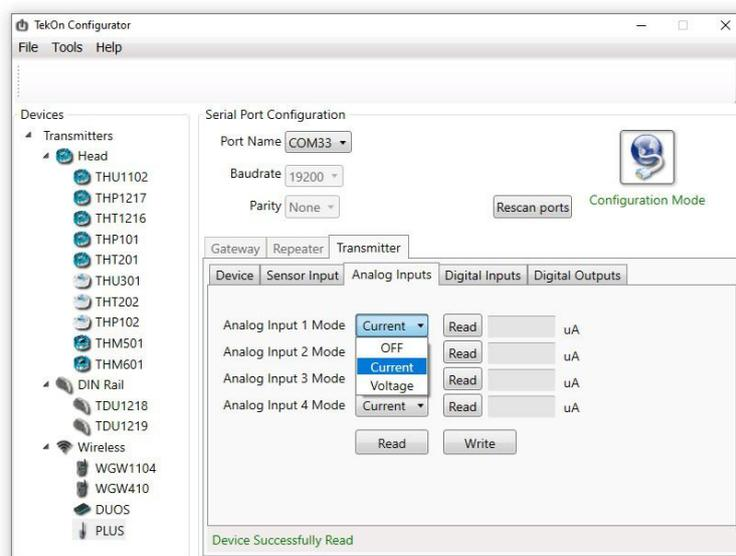 TekOn Configurator
File Tools Help
Devices
Transmitters
Head
THU1102
THP1217
THT1216
THP101
THT201
THU301
THT202
THP102
THM501
THM601
DIN Rail
TDU1218
TDU1219
Wireless
WGW1104
WGW410
DUOS
PLUS
Serial Port Configuration
Port Name COM33
Baudrate 19200
Parity None
Rescan ports
Configuration Mode
Gateway Repeater Transmitter
Device Sensor Input Analog Inputs Digital Inputs Digital Outputs
Analog Input 1 Mode Current Read uA
OFF
Analog Input 2 Mode Read uA
Current
Analog Input 3 Mode Read uA
Voltage
Analog Input 4 Mode Current Read uA
Read Write
Device Successfully Read